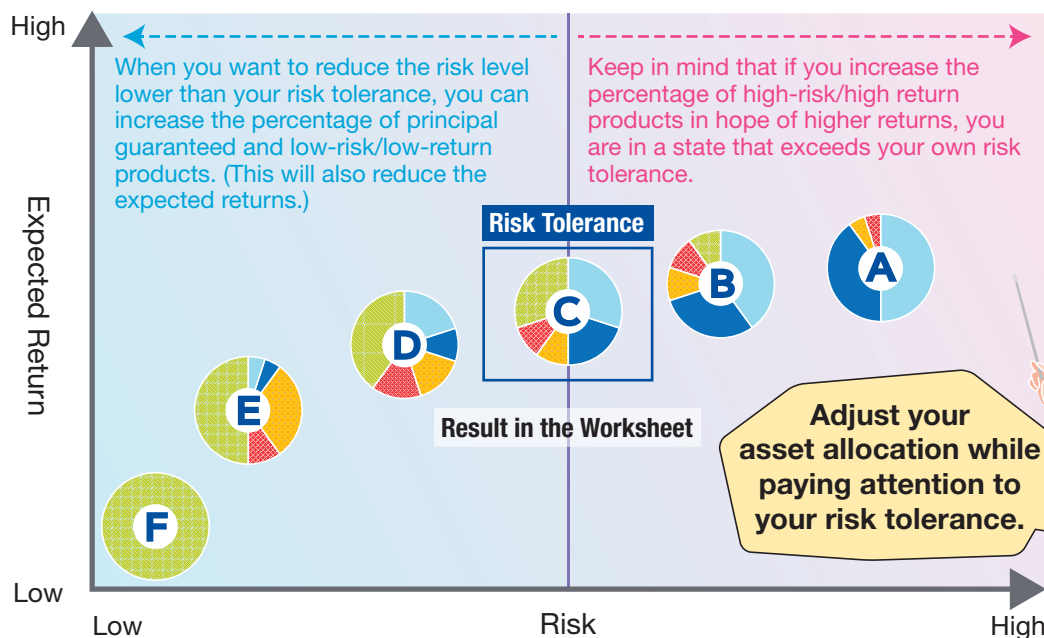 High
When you want to reduce the risk level
lower than your risk tolerance, you can
increase the percentage of principal
guaranteed and low-risk/low-return
products. (This will also reduce the
expected returns.)
Keep in mind that if you increase the
percentage of high-risk/high return
products in hope of higher returns, you
are in a state that exceeds your own risk
tolerance.
Expected Return
Risk Tolerance
A
B
C
D
E
F
Result in the Worksheet
Adjust your
asset allocation while
paying attention to
your risk tolerance.
Low
Low
Risk
High